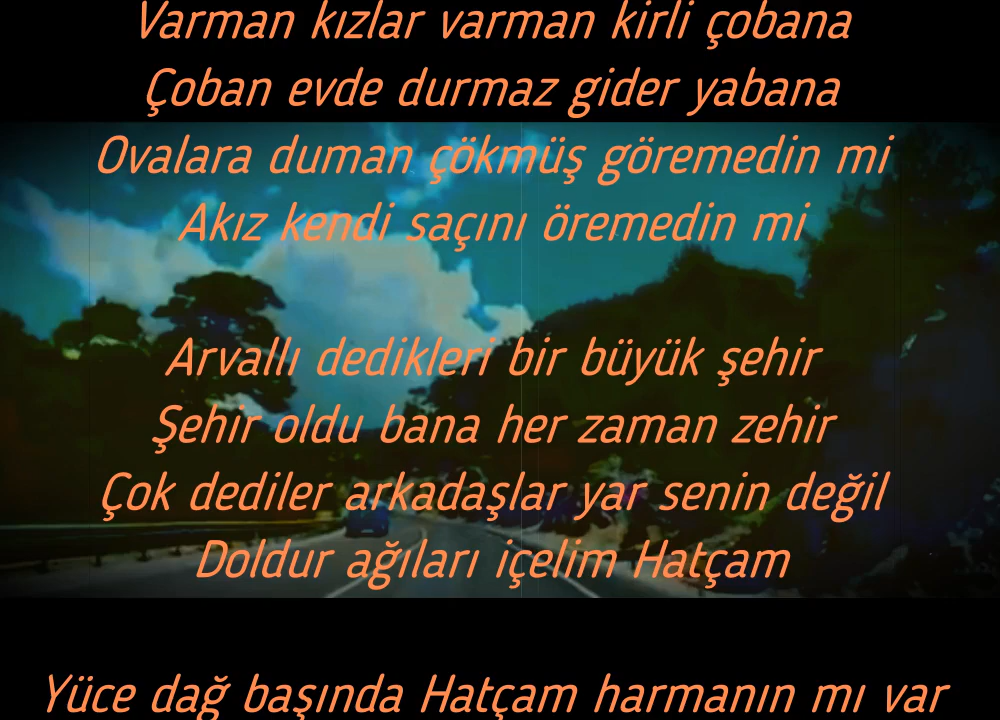 Varman kızlar varman kirli çobana
Çoban evde durmaz gider yabana
Ovalara duman çökmüş göremedin mi
Akız kendi saçını öremedin mi
Arvallı dedikleri bir büyük şehir
Şehir oldu bana her zaman zehir
Çok dediler arkadaşlar yar senin değil
Doldur ağıları içelim Hatçam
Yüce dağ başında Hatçam harmanın mı var